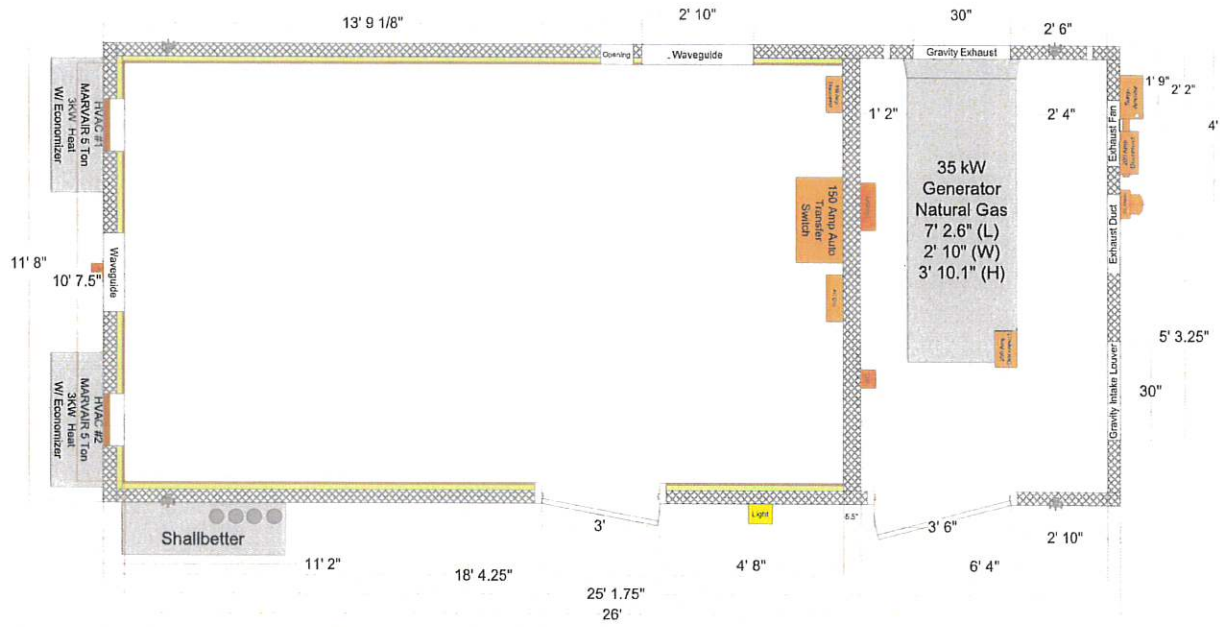 13' 9 1/8"
2' 10"
30"
2' 6"
Opening
Waveguide
Gravity Exhaust
HVAC #1
MARVAIR 5 Ton
3KW Heat
W/ Economizer
1' 9"
2' 2"
4'
1' 2"
2' 4"
Exhaust Fan
35 kW
Generator
Natural Gas
7' 2.6" (L)
2' 10" (W)
3' 10.1" (H)
150 Amp Auto
Transfer
Switch
Exhaust Duct
11' 8"
10' 7.5"
Waveguide
5' 3.25"
30"
Gravity Intake Louver
HVAC #2
MARVAIR 5 Ton
3KW Heat
W/ Economizer
Shallbetter
3'
Light
5.5"
3' 6"
2' 10"
11' 2"
18' 4.25"
4' 8"
6' 4"
25' 1.75"
26'